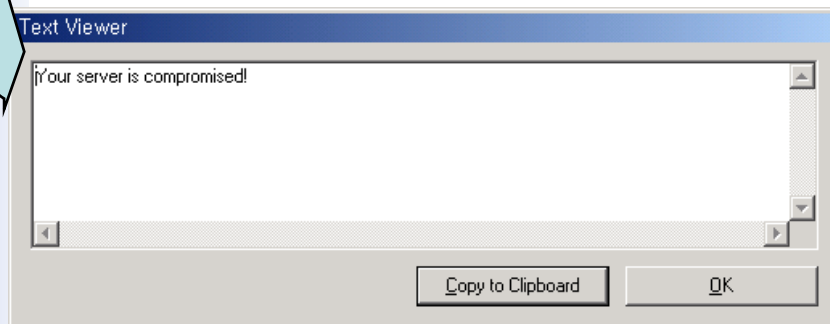 Text Viewer
Your server is compromised!
Copy to Clipboard
OK